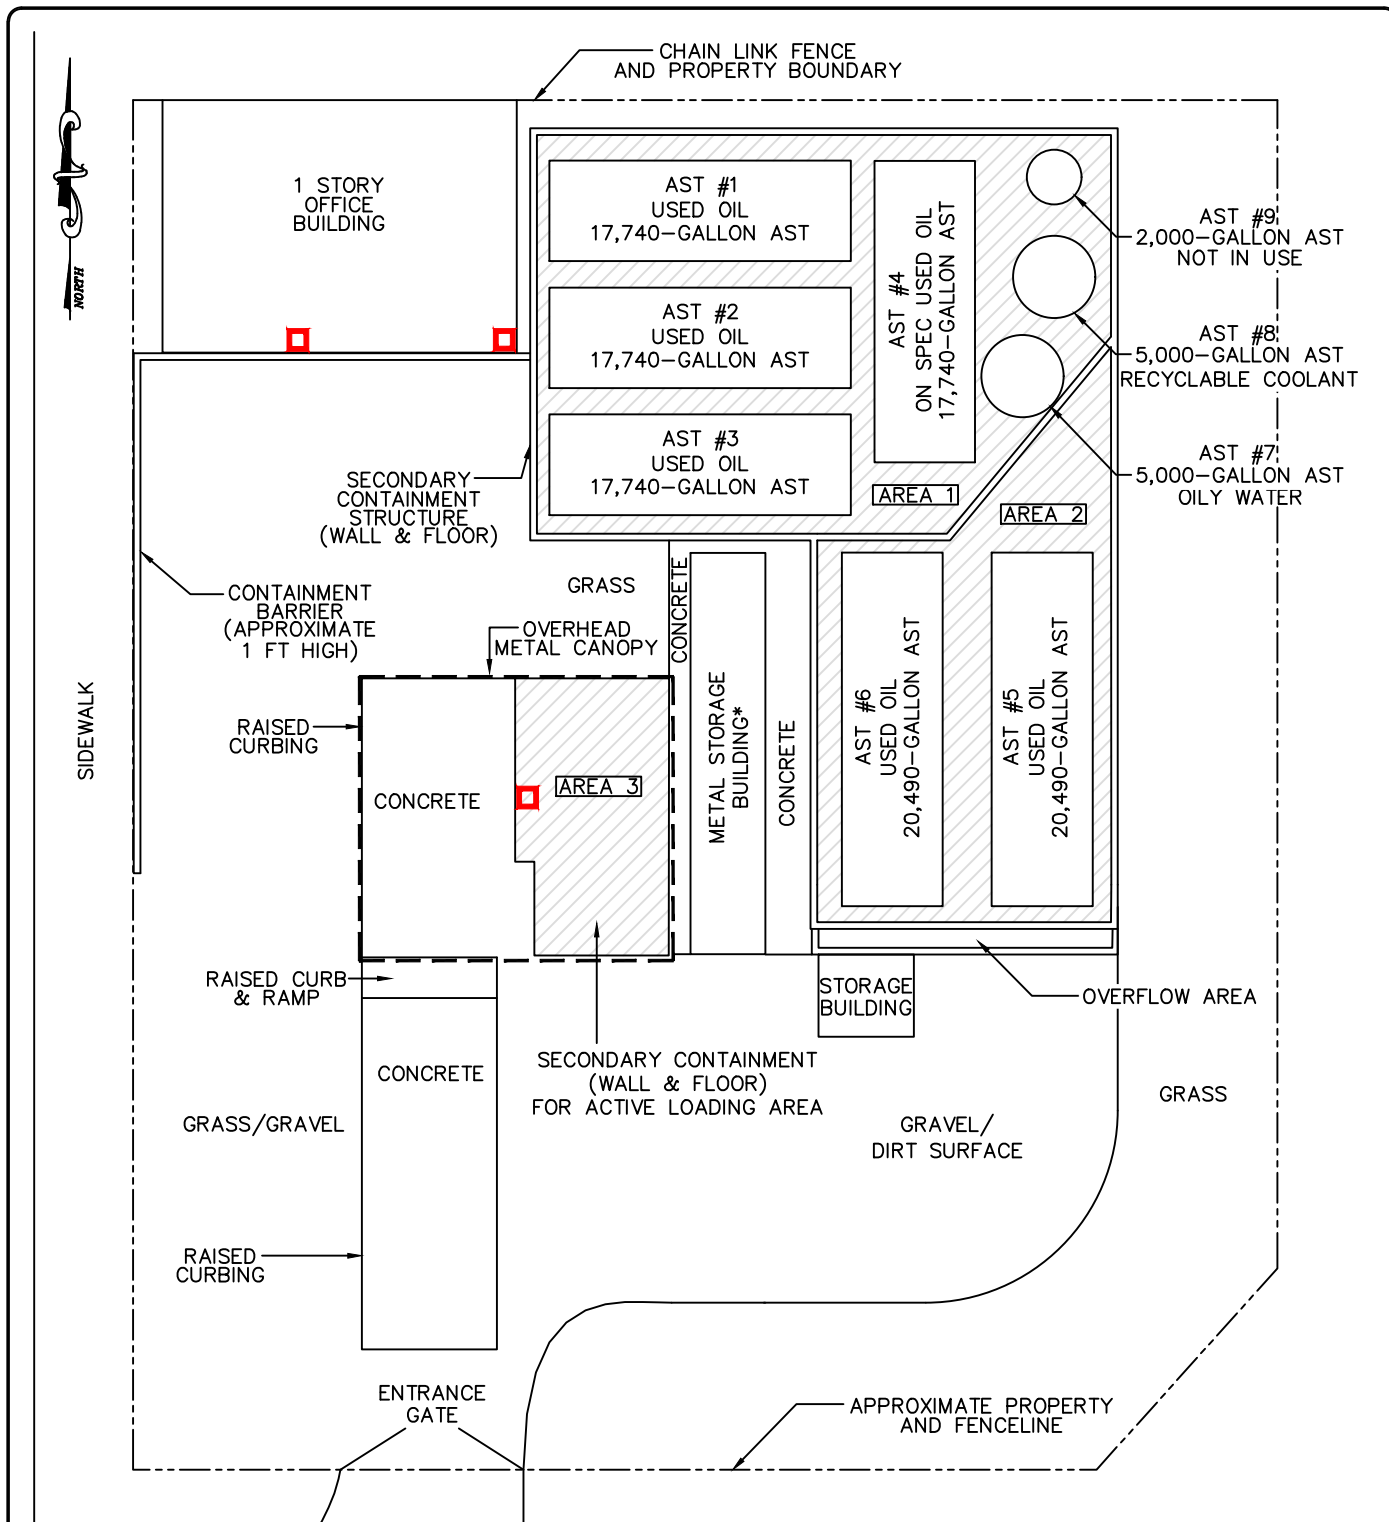 CHAIN LINK FENCE
AND PROPERTY BOUNDARY
NORTH
1 STORY
OFFICE
BUILDING
AST #1
USED OIL
17,740-GALLON AST
AST #2
USED OIL
17,740-GALLON AST
AST #3
USED OIL
17,740-GALLON AST
AST #4
ON SPEC USED OIL
17,740-GALLON AST
AST #9
2,000-GALLON AST
NOT IN USE
AST #8
5,000-GALLON AST
RECYCLABLE COOLANT
AST #7
5,000-GALLON AST
OILY WATER
AREA 1
AREA 2
SECONDARY
CONTAINMENT
STRUCTURE
(WALL & FLOOR)
CONTAINMENT
BARRIER
(APPROXIMATE
1 FT HIGH)
GRASS
OVERHEAD
METAL CANOPY
CONCRETE
METAL STORAGE
BUILDING*
CONCRETE
AST #6
USED OIL
20,490-GALLON AST
AST #5
USED OIL
20,490-GALLON AST
SIDEWALK
RAISED
CURBING
CONCRETE
AREA 3
RAISED CURB
& RAMP
STORAGE
BUILDING
OVERFLOW AREA
CONCRETE
SECONDARY CONTAINMENT
(WALL & FLOOR)
FOR ACTIVE LOADING AREA
GRASS
GRASS/GRAVEL
GRAVEL/
DIRT SURFACE
RAISED
CURBING
ENTRANCE
GATE
APPROXIMATE PROPERTY
AND FENCELINE